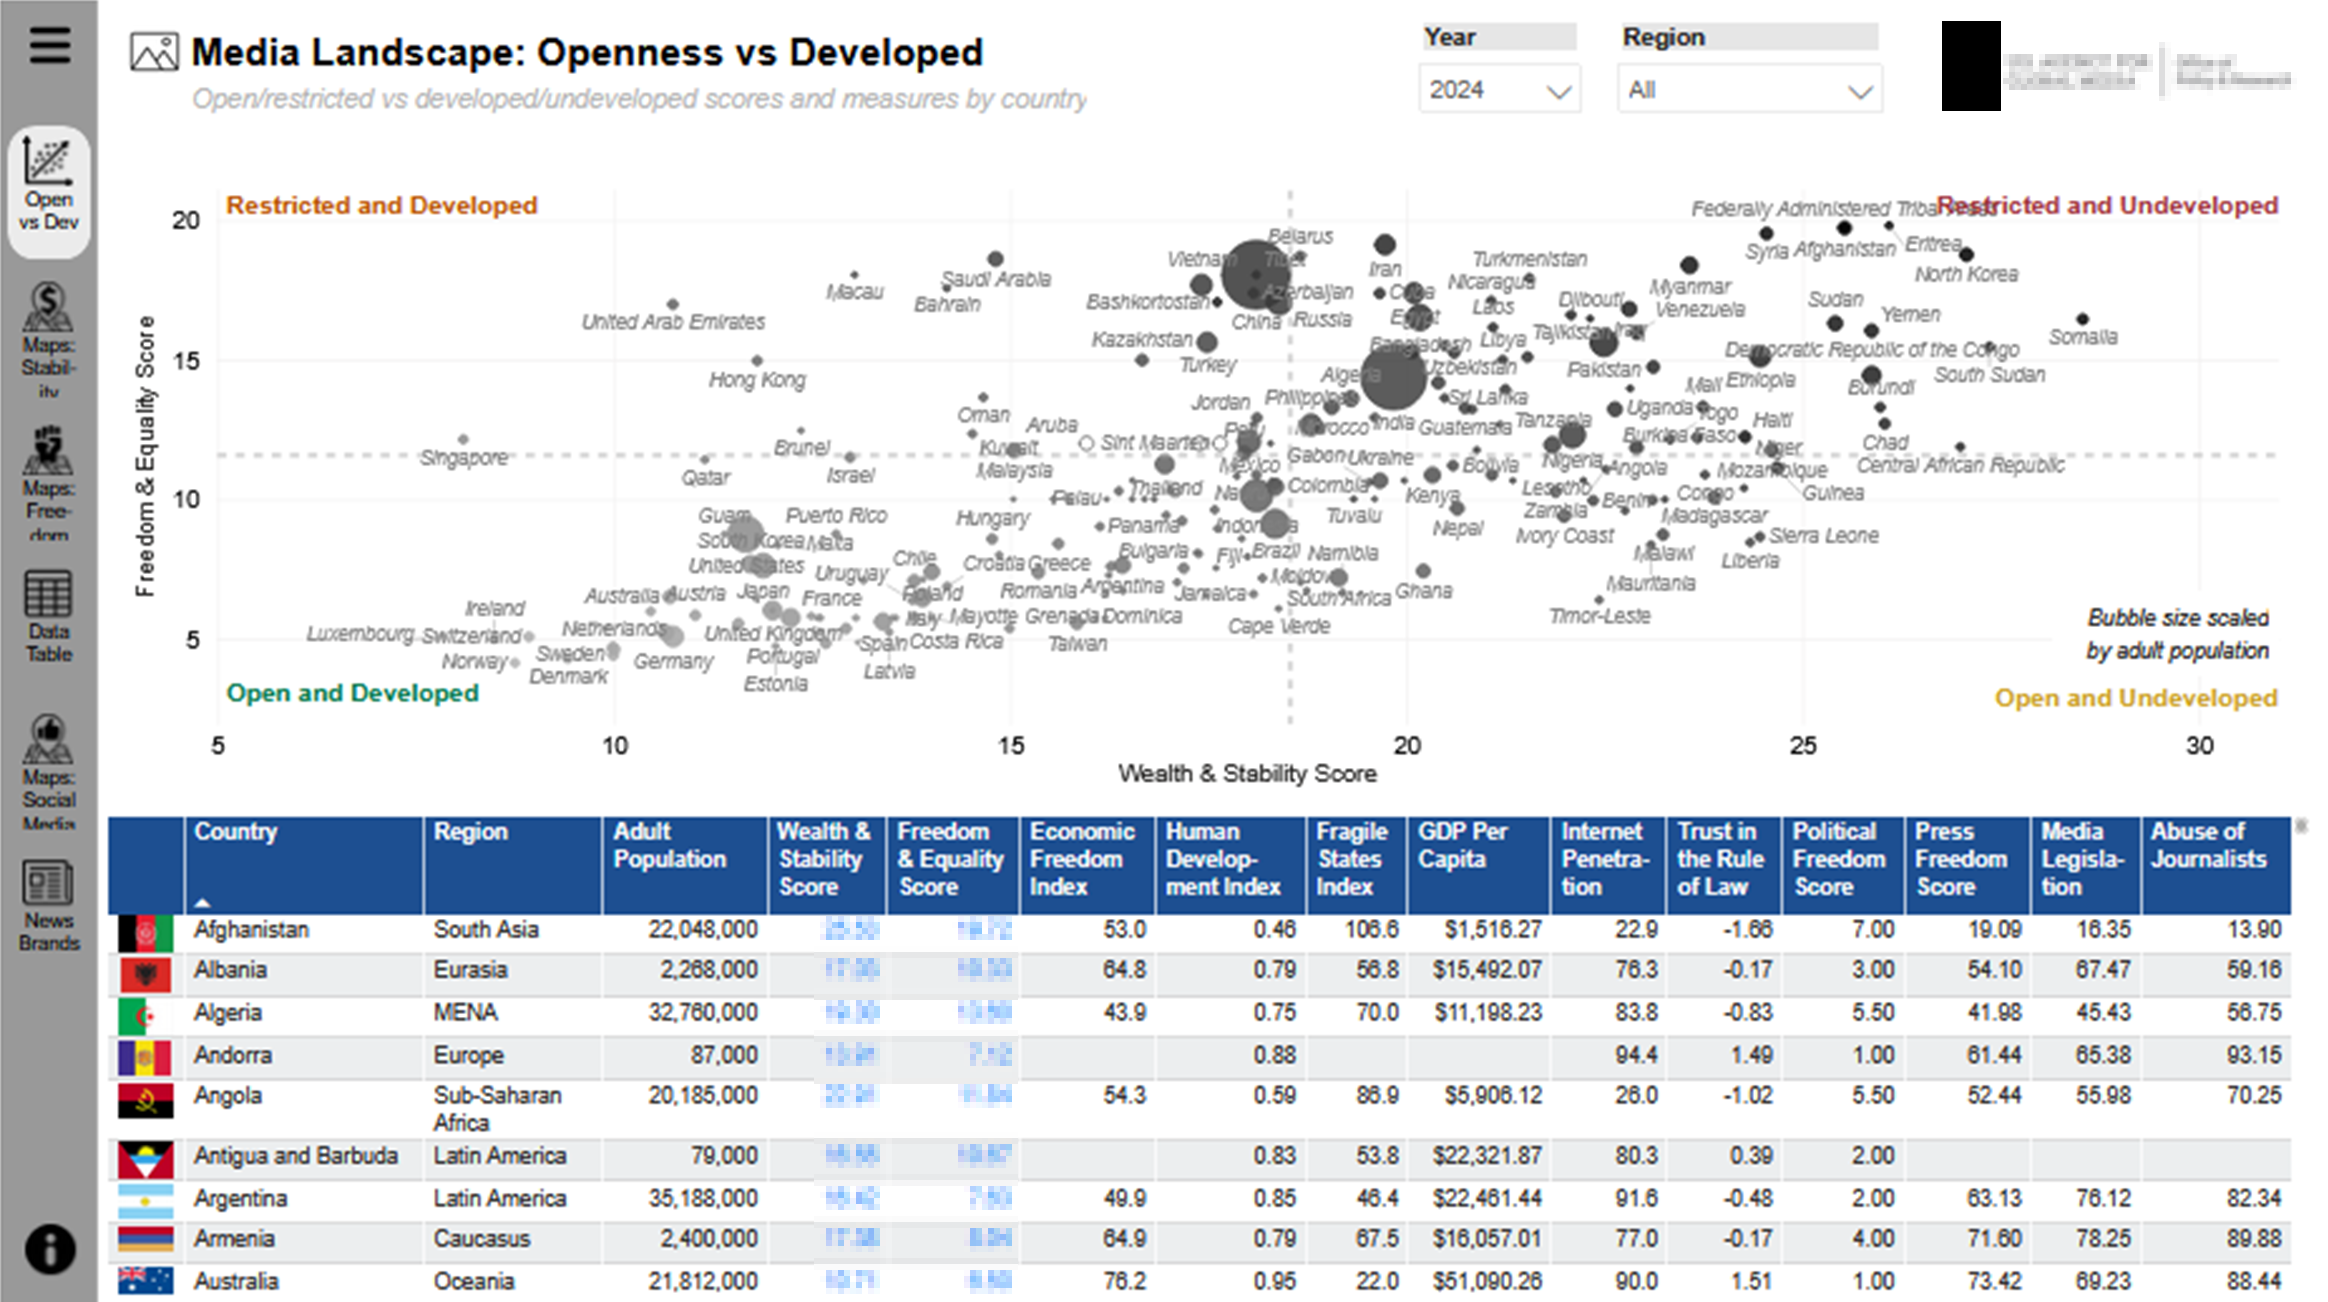 Media Landscape: Openness vs Developed
Open/restricted vs developed/undeveloped scores and measures by country
Year
2024
Region
All
Open
vs Dev
Maps:
Stabil-
ity
Maps:
Free-
dom
Data
Table
Maps:
Social
Media
News
Brands
Restricted and Developed
Restricted and Undeveloped
Open and Developed
Open and Undeveloped
Bubble size scaled
by adult population
Freedom & Equality Score
20
15
10
5
5 10 15 20 25 30
Wealth & Stability Score
Federally Administered Tribal Areas
Belarus
Vietnam
Tibet
Iran
Turkmenistan
Syria Afghanistan Eritrea
North Korea
Macau
Saudi Arabia
Bahrain
Bashkortostan
Azerbaijan
Cuba
Nicaragua
Myanmar
Djibouti
Venezuela
Sudan
Yemen
Somalia
United Arab Emirates
China
Russia
Egypt
Laos
Tajikistan
Iraq
Kazakhstan
Turkey
Bangladesh
Libya
Uzbekistan
Pakistan
Democratic Republic of the Congo
South Sudan
Hong Kong
Algeria
Mali
Ethiopia
Burundi
Oman
Aruba
Jordan
Philippines
Sri Lanka
Morocco
India
Guatemala
Tanzania
Uganda
Togo
Haiti
Singapore
Brunei
Kuwait
Sint Maarten
Peru
Burkina Faso
Niger
Chad
Qatar
Israel
Malaysia
Mexico
Gabon
Ukraine
Bolivia
Nigeria
Angola
Mozambique
Central African Republic
Palau
Thailand
Colombia
Kenya
Lesotho
Benin
Congo
Guinea
Guam
Puerto Rico
Hungary
Panama
Indonesia
Tuvalu
Nepal
Zambia
Madagascar
South Korea
Malta
Chile
Croatia
Greece
Bulgaria
Fiji
Brazil
Namibia
Ivory Coast
Malawi
Sierra Leone
Liberia
United States
Uruguay
Romania
Argentina
Jamaica
Moldova
South Africa
Ghana
Mauritania
Timor-Leste
Australia
Austria
Japan
France
Poland
Ireland
Italy
Mayotte
Grenada
Dominica
Cape Verde
Luxembourg
Switzerland
Netherlands
United Kingdom
Spain
Costa Rica
Taiwan
Norway
Sweden
Denmark
Germany
Portugal
Estonia
Latvia
Country Region Adult Population Wealth & Stability Score Freedom & Equality Score Economic Freedom Index Human Develop-ment Index Fragile States Index GDP Per Capita Internet Penetra-tion Trust in the Rule of Law Political Freedom Score Press Freedom Score Media Legisla-tion Abuse of Journalists
Afghanistan South Asia 22,048,000 53.0 0.46 106.6 $1,516.27 22.9 -1.66 7.00 19.09 16.35 13.90
Albania Eurasia 2,268,000 64.8 0.79 56.8 $15,492.07 76.3 -0.17 3.00 54.10 67.47 59.16
Algeria MENA 32,760,000 43.9 0.75 70.0 $11,198.23 83.8 -0.83 5.50 41.98 45.43 56.75
Andorra Europe 87,000 0.88 94.4 1.49 1.00 61.44 65.38 93.15
Angola Sub-Saharan Africa 20,185,000 54.3 0.59 86.9 $5,906.12 26.0 -1.02 5.50 52.44 55.98 70.25
Antigua and Barbuda Latin America 79,000 0.83 53.8 $22,321.87 80.3 0.39 2.00
Argentina Latin America 35,188,000 49.9 0.85 46.4 $22,461.44 91.6 -0.48 2.00 63.13 76.12 82.34
Armenia Caucasus 2,400,000 64.9 0.79 67.5 $16,057.01 77.0 -0.17 4.00 71.60 78.25 89.88
Australia Oceania 21,812,000 76.2 0.95 22.0 $51,090.26 90.0 1.51 1.00 73.42 69.23 88.44